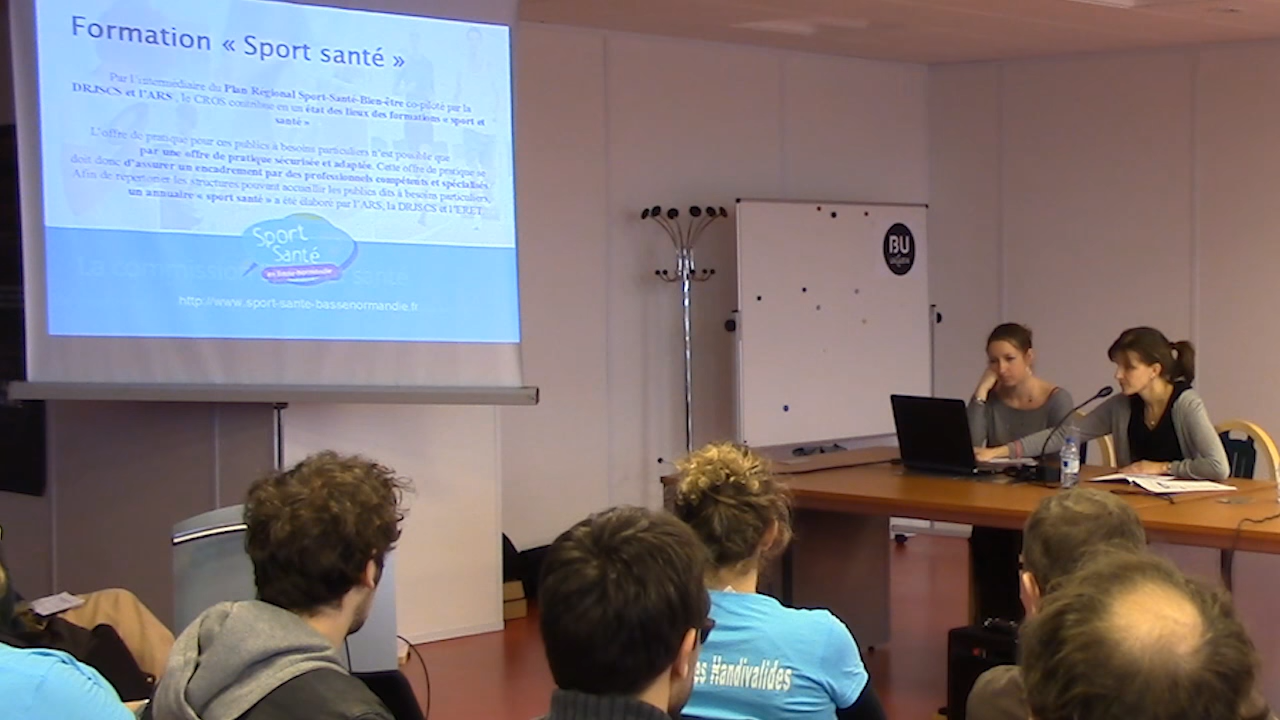 Formation « Sport santé »
Par l'intermédiaire du Plan Régional Sport-Santé-Bien-être co-piloté par la
DRJSCS et l'ARS , le CROS contribue en un état des lieux des formations « sport et
santé »
L'offre de pratique pour ces publics à besoins particuliers n'est possible que
par une offre de pratique sécurisée et adaptée. Cette offre de pratique se
doit donc d'assurer un encadrement par des professionnels compétents et spécialisés.
Afin de répertorier les structures pouvant accueillir les publics dits à besoins particuliers,
un annuaire « sport santé » a été élaboré par l'ARS, la DRJSCS et l'ERET
Sport
Santé
en basse-normandie
La commission santé
http://www.sport-sante-bassenormandie.fr
BU
es Handivalides